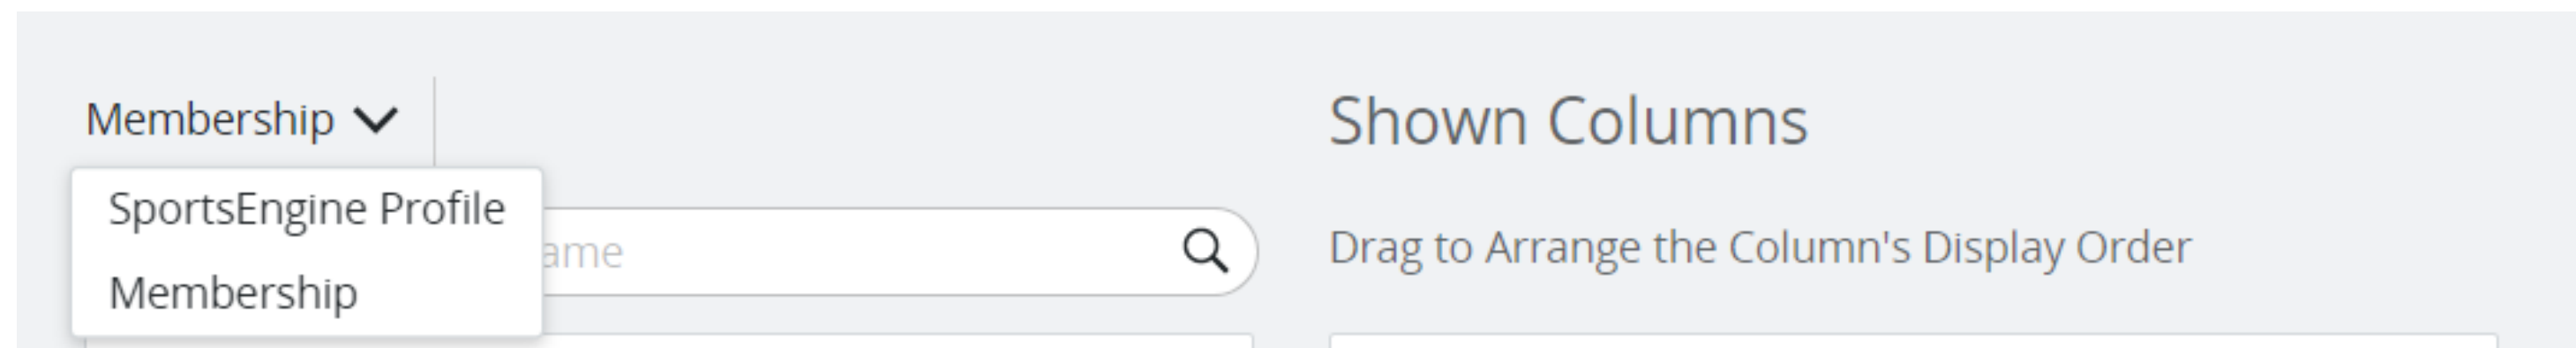 Membership
SportsEngine Profile
Membership
Shown Columns
Drag to Arrange the Column's Display Order